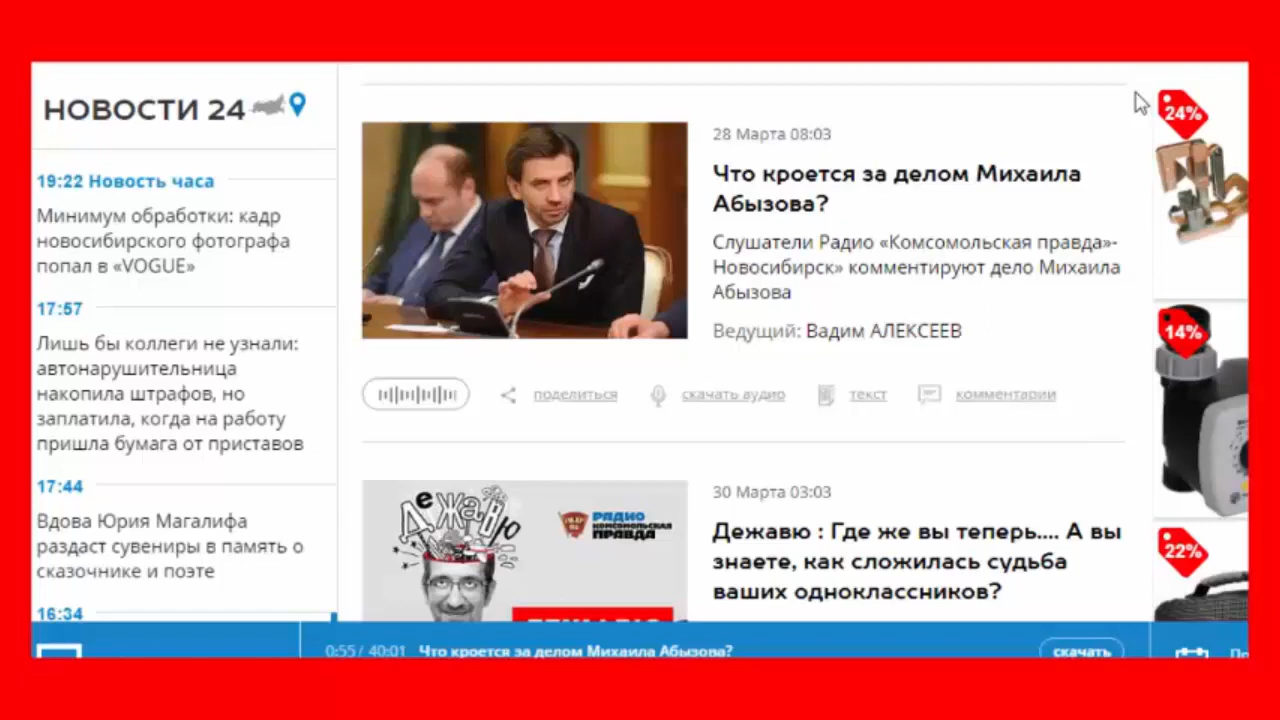 НОВОСТИ 24
19:22 Новость часа
Минимум обработки: кадр
новосибирского фотографа
попал в «VOGUE»
17:57
Лишь бы коллеги не узнали:
автонарушительница
накопила штрафов, но
заплатила, когда на работу
пришла бумага от приставов
17:44
Вдова Юрия Магалифа
раздаст сувениры в память о
сказочнике и поэте
16:34
28 Марта 08:03
Что кроется за делом Михаила
Абызова?
Слушатели Радио «Комсомольская правда»-
Новосибирск» комментируют дело Михаила
Абызова
Ведущий: Вадим АЛЕКСЕЕВ
поделиться скачать аудио текст комментарии
Дежавю
РАДИО
КОМСОМОЛЬСКАЯ
ПРАВДА
30 Марта 03:03
Дежавю : Где же вы теперь.... А вы
знаете, как сложилась судьба
ваших одноклассников?
24%
14%
22%
0:55 / 40:01 Что кроется за делом Михаила Абызова? скачать